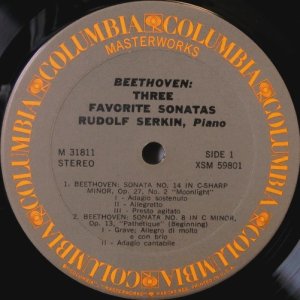 COLUMBIA COLUMBIA COLUMBIA COLUMBIA COLUMBIA COLUMBIA
MASTERWORKS
BEETHOVEN:
THREE
FAVORITE SONATAS
RUDOLF SERKIN, Piano
M 31811 SIDE 1
STEREO XSM 59801
1. BEETHOVEN: SONATA NO. 14 IN C-SHARP
MINOR, Op. 27, No. 2 "Moonlight"
I - Adagio sostenuto
II - Allegretto
III - Presto agitato
2. BEETHOVEN: SONATA NO. 8 IN C MINOR,
Op. 13, "Pathétique" (Beginning)
I - Grave; Allegro di molto
e con brio
II - Adagio cantabile